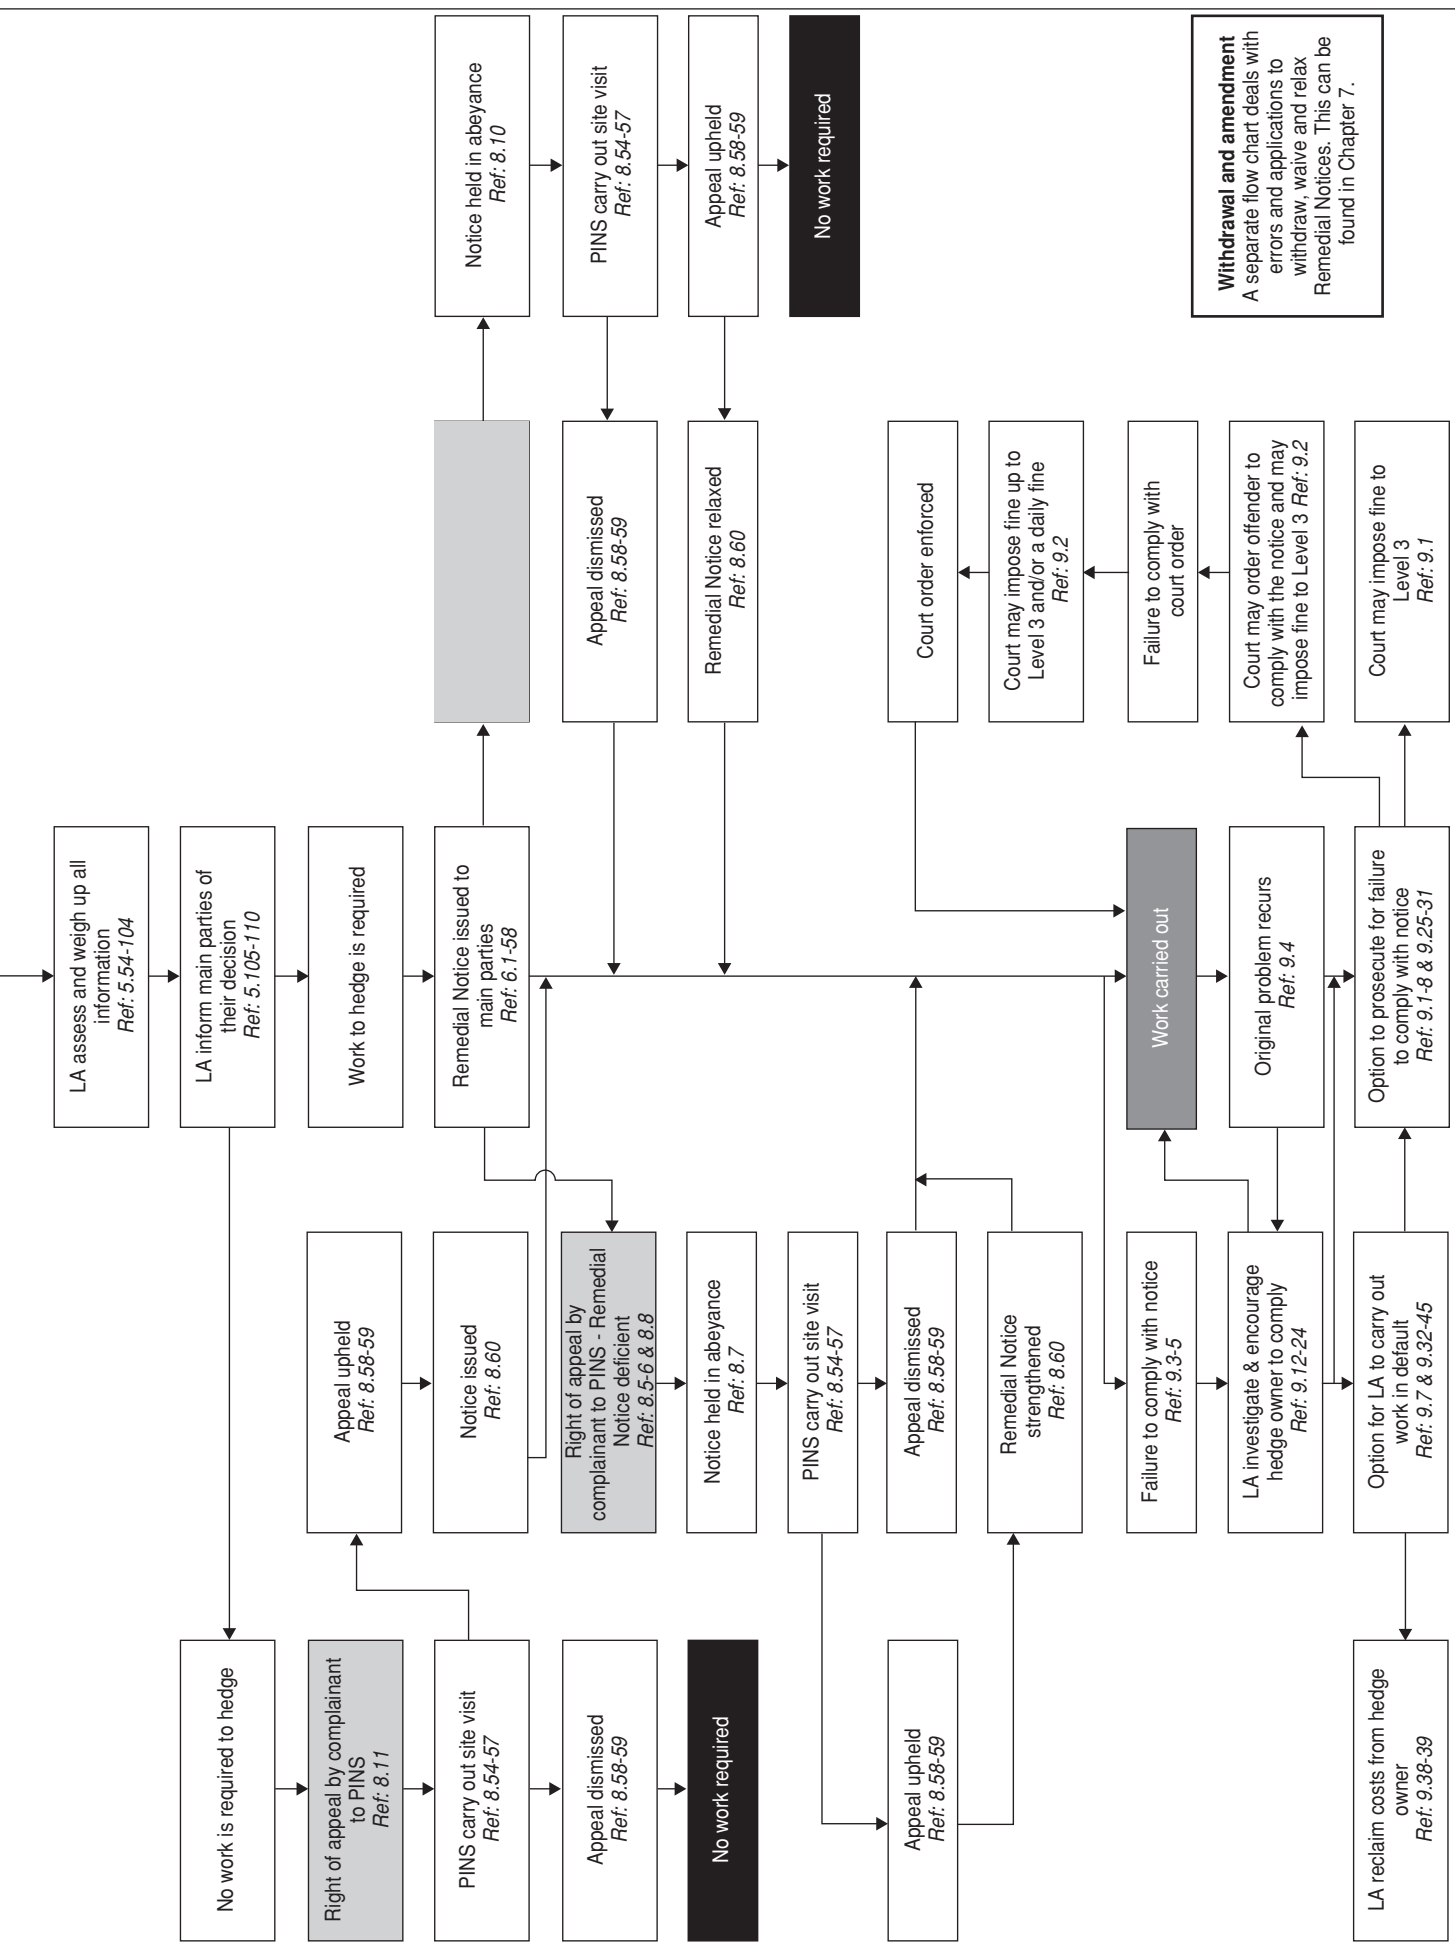 LA assess and weigh up all
information
Ref: 5.54-104
LA inform main parties of
their decision
Ref: 5.105-110
No work is required to hedge
Work to hedge is required
Right of appeal by complainant
to PINS
Ref: 8.11
Appeal upheld
Ref: 8.58-59
Remedial Notice issued to
main parties
Ref: 6.1-58
Notice held in abeyance
Ref: 8.10
PINS carry out site visit
Ref: 8.54-57
Notice issued
Ref: 8.60
Appeal dismissed
Ref: 8.58-59
Right of appeal by
complainant to PINS - Remedial
Notice deficient
Ref: 8.5-6 & 8.8
Appeal dismissed
Ref: 8.58-59
PINS carry out site visit
Ref: 8.54-57
No work required
Notice held in abeyance
Ref: 8.7
Remedial Notice relaxed
Ref: 8.60
Appeal upheld
Ref: 8.58-59
PINS carry out site visit
Ref: 8.54-57
No work required
Appeal upheld
Ref: 8.58-59
Appeal dismissed
Ref: 8.58-59
Court order enforced
Remedial Notice
strengthened
Ref: 8.60
Court may impose fine up to
Level 3 and/or a daily fine
Ref: 9.2
Failure to comply with notice
Ref: 9.3-5
Work carried out
Failure to comply with
court order
LA investigate & encourage
hedge owner to comply
Ref: 9.12-24
Original problem recurs
Ref: 9.4
Court may order offender to
comply with the notice and may
impose fine to Level 3 Ref: 9.2
LA reclaim costs from hedge
owner
Ref: 9.38-39
Option for LA to carry out
work in default
Ref: 9.7 & 9.32-45
Option to prosecute for failure
to comply with notice
Ref: 9.1-8 & 9.25-31
Court may impose fine to
Level 3
Ref: 9.1
Withdrawal and amendment
A separate flow chart deals with
errors and applications to
withdraw, waive and relax
Remedial Notices. This can be
found in Chapter 7.